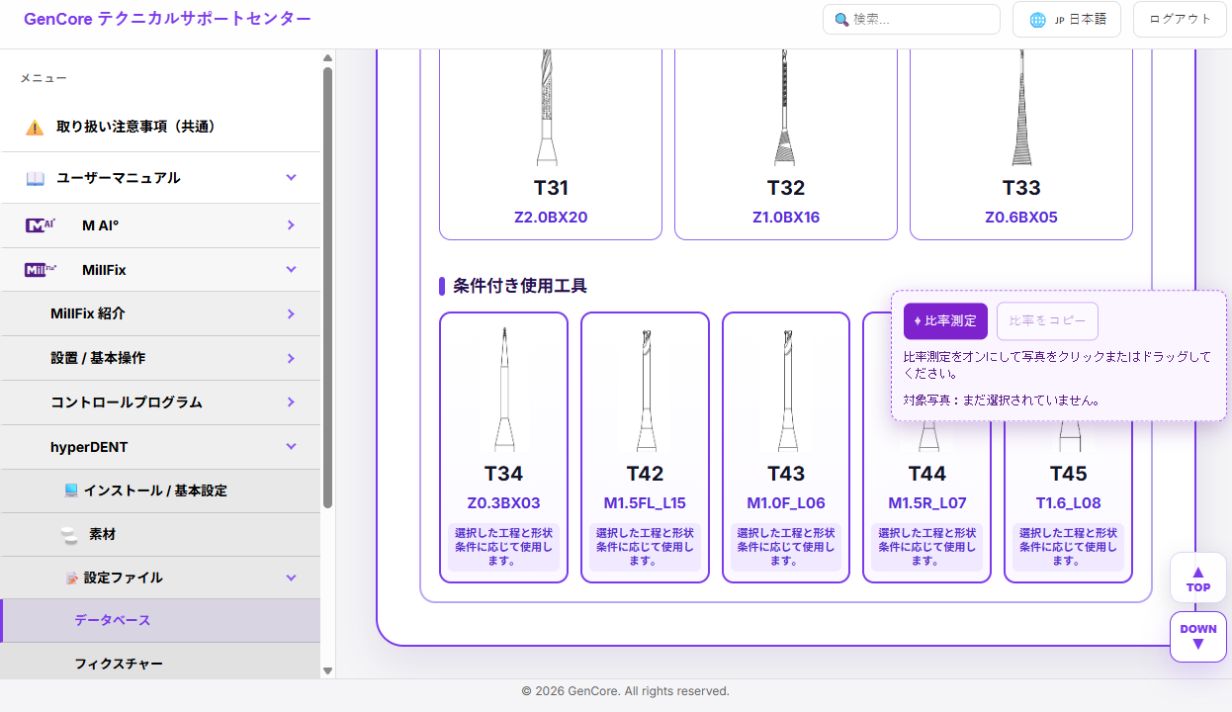 GenCore テクニカルサポートセンター
検索...
JP 日本語
ログアウト
メニュー
取り扱い注意事項（共通）
ユーザーマニュアル
M AI°
MillFix
MillFix 紹介
設置 / 基本操作
コントロールプログラム
hyperDENT
インストール / 基本設定
素材
設定ファイル
データベース
フィクスチャー
T31
Z2.0BX20
T32
Z1.0BX16
T33
Z0.6BX05
条件付き使用工具
比率測定
比率をコピー
比率測定をオンにして写真をクリックまたはドラッグして
ください。
対象写真：まだ選択されていません。
T34
Z0.3BX03
選択した工程と形状
条件に応じて使用し
ます。
T42
M1.5FL_L15
選択した工程と形状
条件に応じて使用し
ます。
T43
M1.0F_L06
選択した工程と形状
条件に応じて使用し
ます。
T44
M1.5R_L07
選択した工程と形状
条件に応じて使用し
ます。
T45
T1.6_L08
選択した工程と形状
条件に応じて使用し
ます。
TOP
DOWN
© 2026 GenCore. All rights reserved.